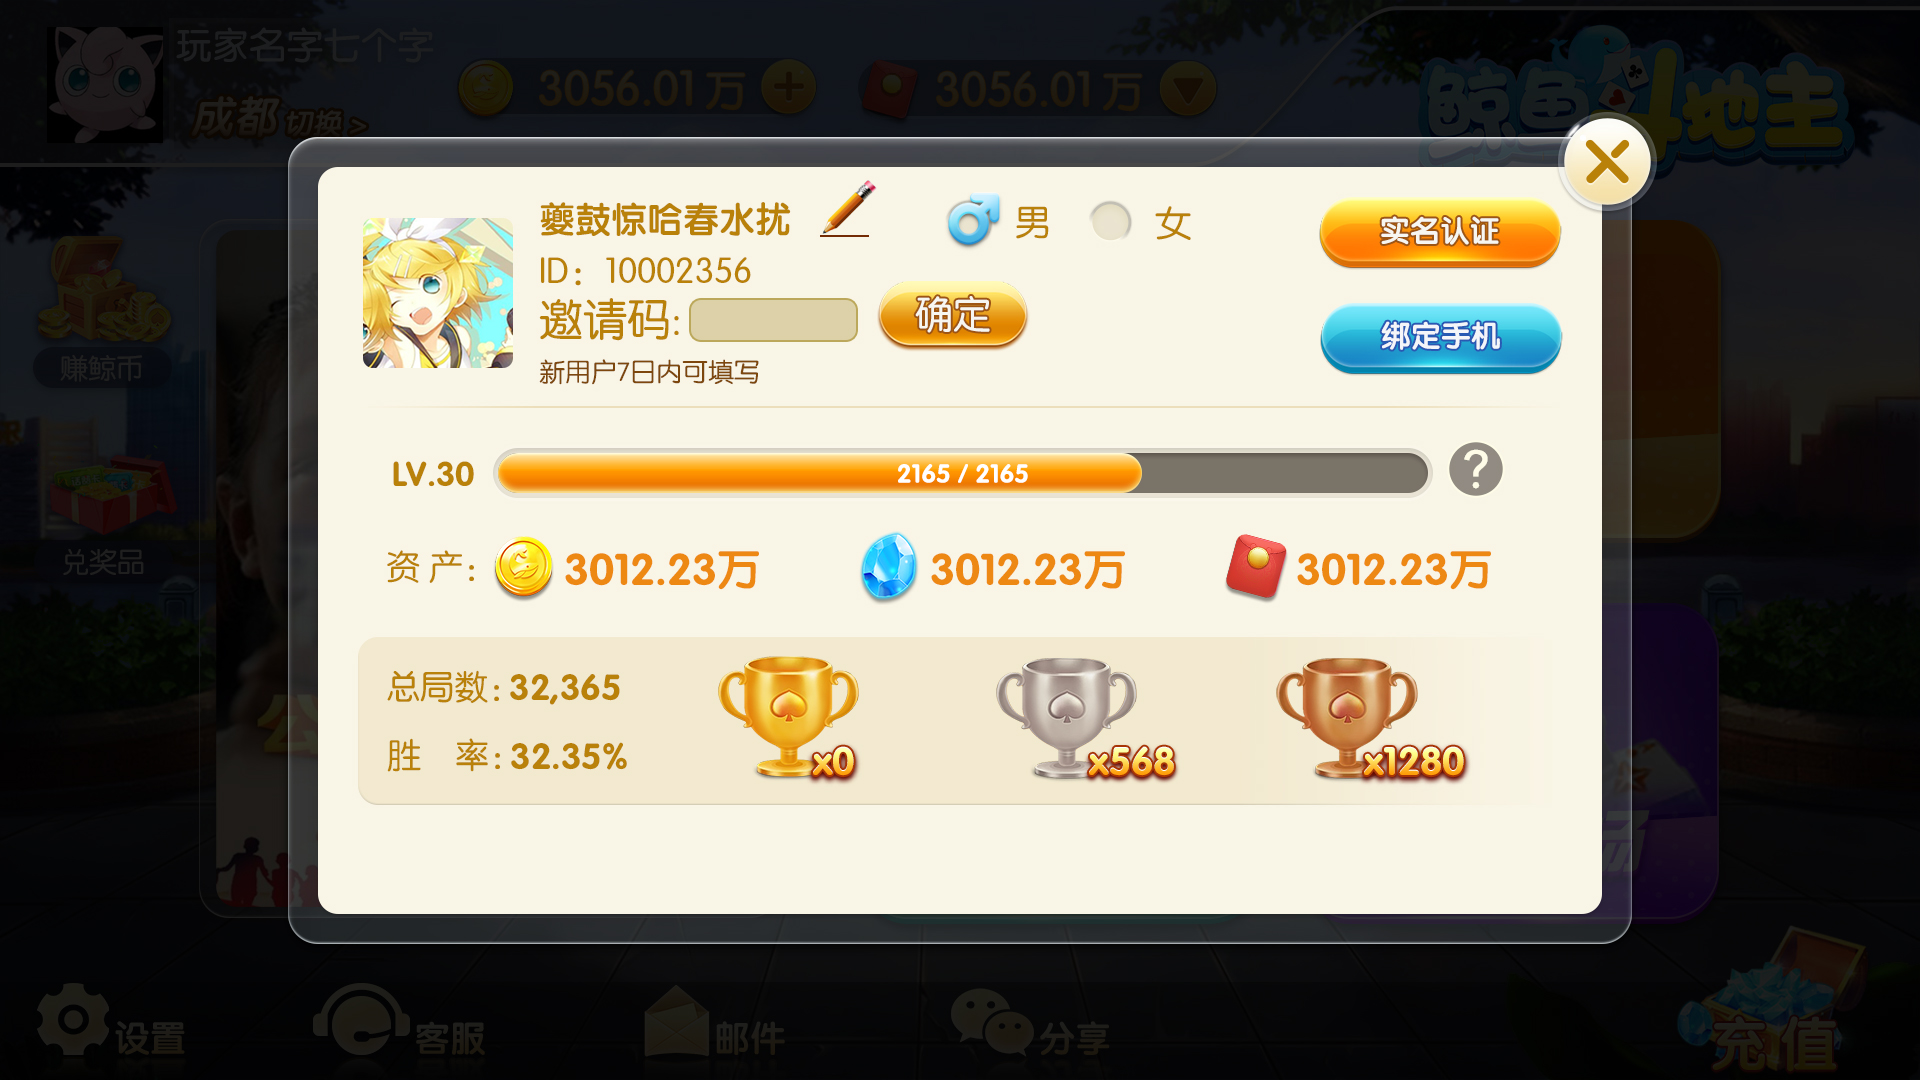 玩家名字七个字
成都 切换 >
3056.01万
3056.01万
鲸鱼斗地主
夔鼓惊哈春水扰
男
女
实名认证
ID：10002356
邀请码:
确定
绑定手机
新用户7日内可填写
赚鲸币
LV.30
2165 / 2165
?
兑奖品
资 产:
3012.23万
3012.23万
3012.23万
总局数: 32,365
胜 率: 32.35%
x0
x568
x1280
公
设置
客服
邮件
分享
充值